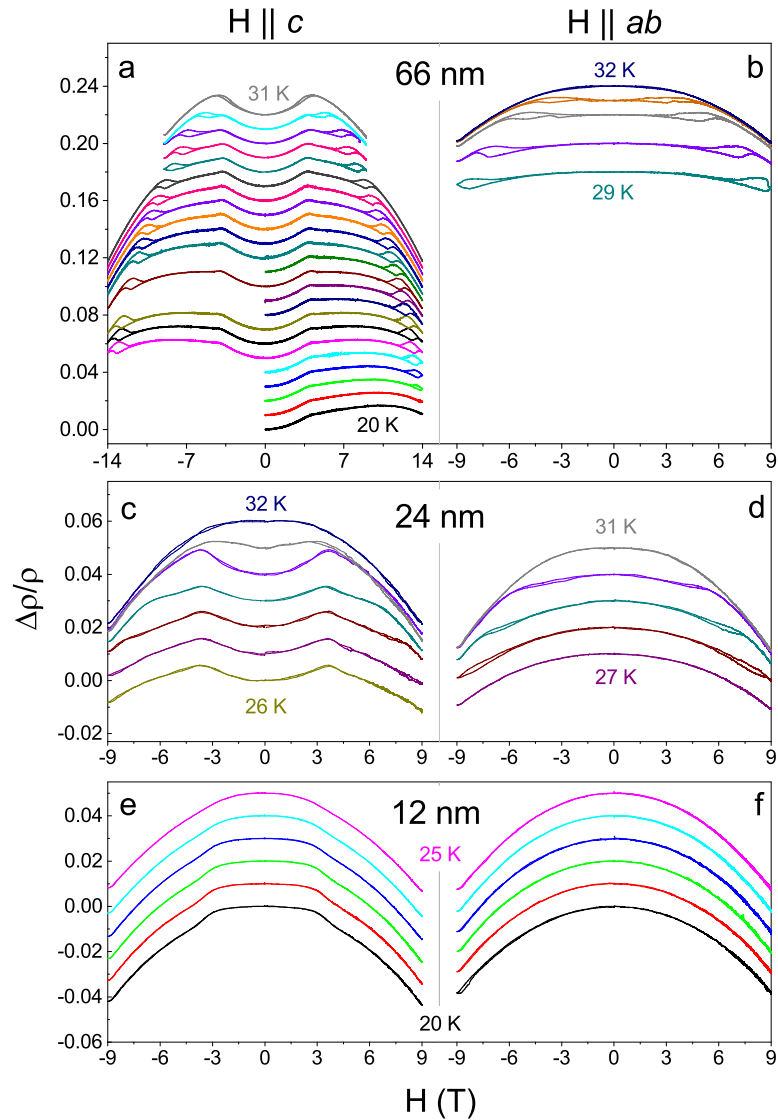 H || c H || ab
a 31 K 66 nm 32 K b
0.24
0.20
29 K
0.16
0.12
0.08
0.04
20 K
0.00
-14 -7 0 7 14 -9 -6 -3 0 3 6 9
c 32 K 24 nm 31 K d
0.06
0.04
0.02
0.00
26 K 27 K
-0.02
-9 -6 -3 0 3 6 9 -9 -6 -3 0 3 6 9
Δρ/ρ
e 12 nm f
0.04
25 K
0.02
0.00
-0.02
-0.04
20 K
-0.06
-9 -6 -3 0 3 6 9 -9 -6 -3 0 3 6 9
H (T)